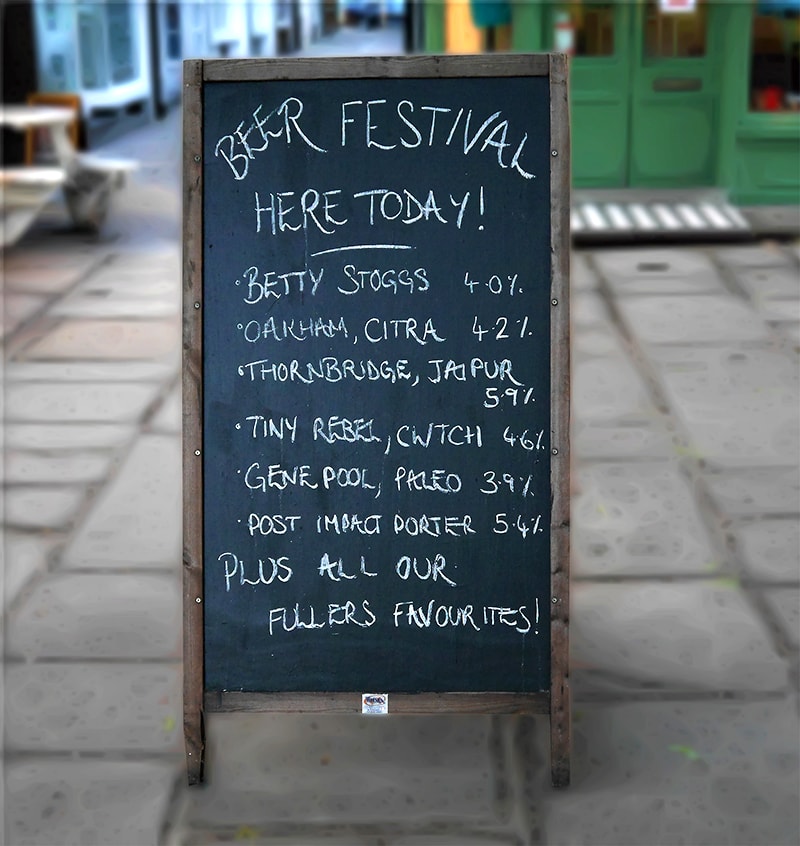 BEER FESTIVAL
HERE TODAY!
·BETTY STOGGS 4·0%
·OAKHAM, CITRA 4·2%
·THORNBRIDGE, JAIPUR
5·9%
·TINY REBEL, CWTCH 4·6%
·GENE POOL, PALEO 3·9%
·POST IMPACT PORTER 5·4%
PLUS ALL OUR
FULLERS FAVOURITES!